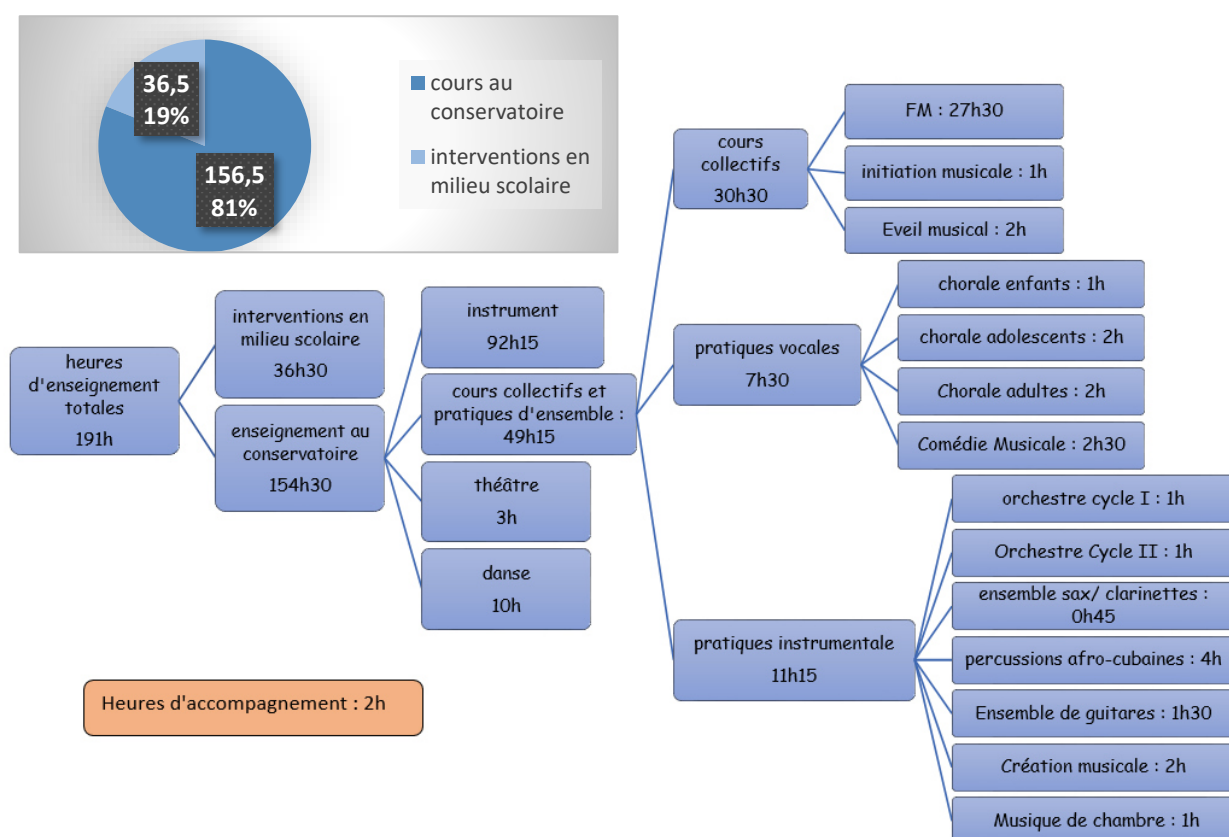 36,5
19%
156,5
81%
cours au
conservatoire
interventions en
milieu scolaire
heures
d'enseignement
totales
191h
interventions en
milieu scolaire
36h30
enseignement au
conservatoire
154h30
instrument
92h15
cours collectifs et
pratiques d'ensemble :
49h15
théâtre
3h
danse
10h
cours
collectifs
30h30
FM : 27h30
initiation musicale : 1h
Eveil musical : 2h
pratiques vocales
7h30
chorale enfants : 1h
chorale adolescents : 2h
Chorale adultes : 2h
Comédie Musicale : 2h30
pratiques instrumentale
11h15
orchestre cycle I : 1h
Orchestre Cycle II : 1h
ensemble sax/ clarinettes :
0h45
percussions afro-cubaines : 4h
Ensemble de guitares : 1h30
Création musicale : 2h
Musique de chambre : 1h
Heures d'accompagnement : 2h